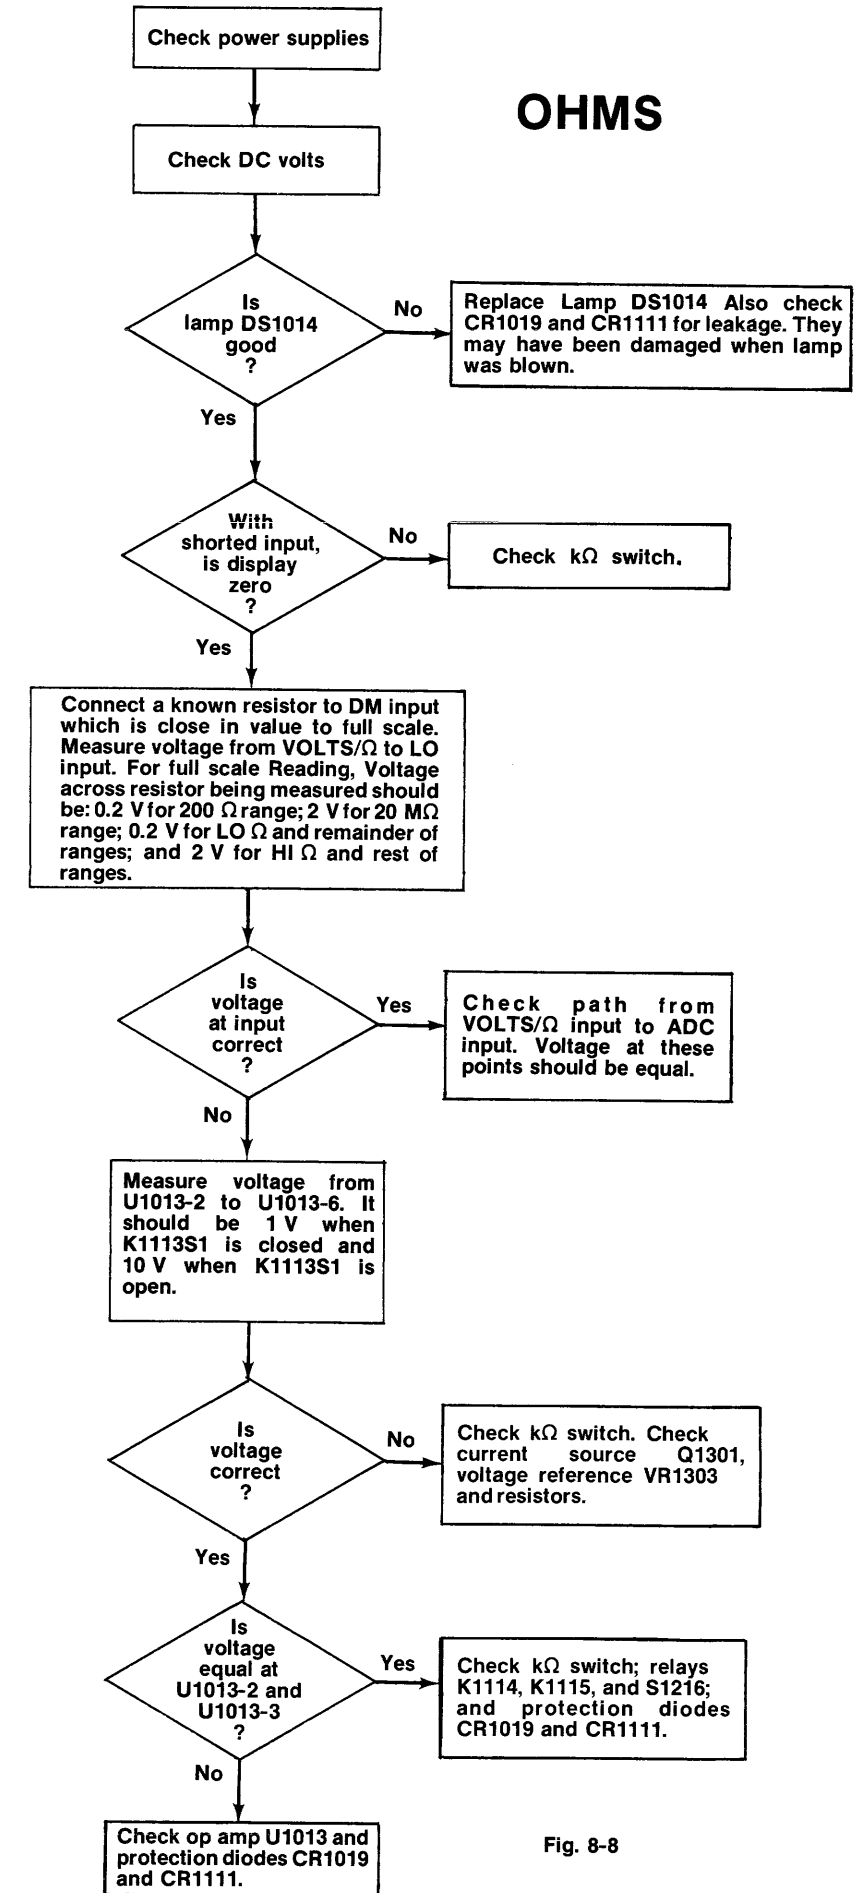 Check power supplies
OHMS
Check DC volts
Is
lamp DS1014
good
?
No
Replace Lamp DS1014 Also check
CR1019 and CR1111 for leakage. They
may have been damaged when lamp
was blown.
Yes
With
shorted input,
is display
zero
?
No
Check kΩ switch.
Yes
Connect a known resistor to DM input
which is close in value to full scale.
Measure voltage from VOLTS/Ω to LO
input. For full scale Reading, Voltage
across resistor being measured should
be: 0.2 V for 200 Ω range; 2 V for 20 MΩ
range; 0.2 V for LO Ω and remainder of
ranges; and 2 V for HI Ω and rest of
ranges.
Is
voltage
at input
correct
?
Yes
Check path from
VOLTS/Ω input to ADC
input. Voltage at these
points should be equal.
No
Measure voltage from
U1013-2 to U1013-6. It
should be 1 V when
K1113S1 is closed and
10 V when K1113S1 is
open.
Is
voltage
correct
?
No
Check kΩ switch. Check
current source Q1301,
voltage reference VR1303
and resistors.
Yes
Is
voltage
equal at
U1013-2 and
U1013-3
?
Yes
Check kΩ switch; relays
K1114, K1115, and S1216;
and protection diodes
CR1019 and CR1111.
No
Check op amp U1013 and
protection diodes CR1019
and CR1111.
Fig. 8-8